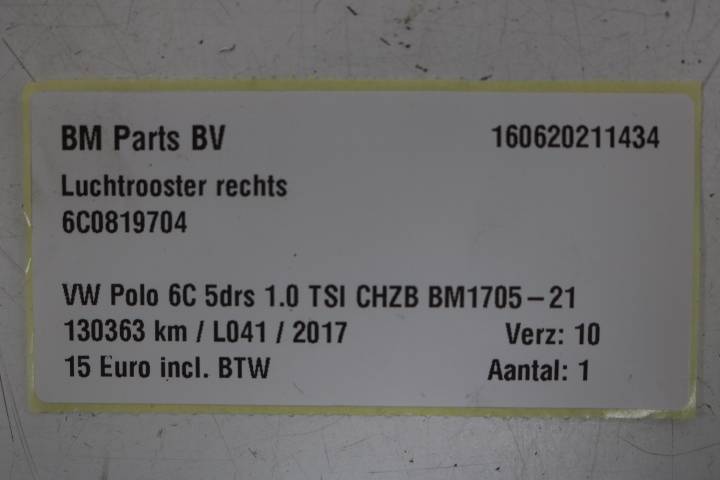 BM Parts BV 160620211434
Luchtrooster rechts
6C0819704
VW Polo 6C 5drs 1.0 TSI CHZB BM1705-21
130363 km / L041 / 2017 Verz: 10
15 Euro incl. BTW Aantal: 1